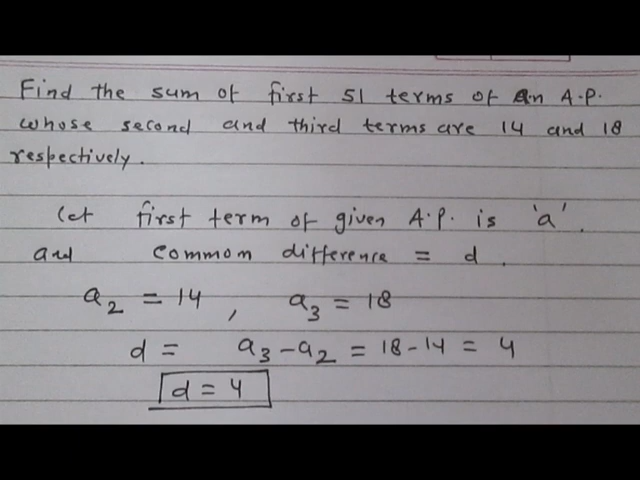 Find the sum of first 51 terms of an A.P.
whose second and third terms are 14 and 18
respectively.
Let first term of given A.P. is 'a'.
and common difference = d.
a₂ = 14, a₃ = 18
d = a₃-a₂ = 18-14 = 4
d = 4